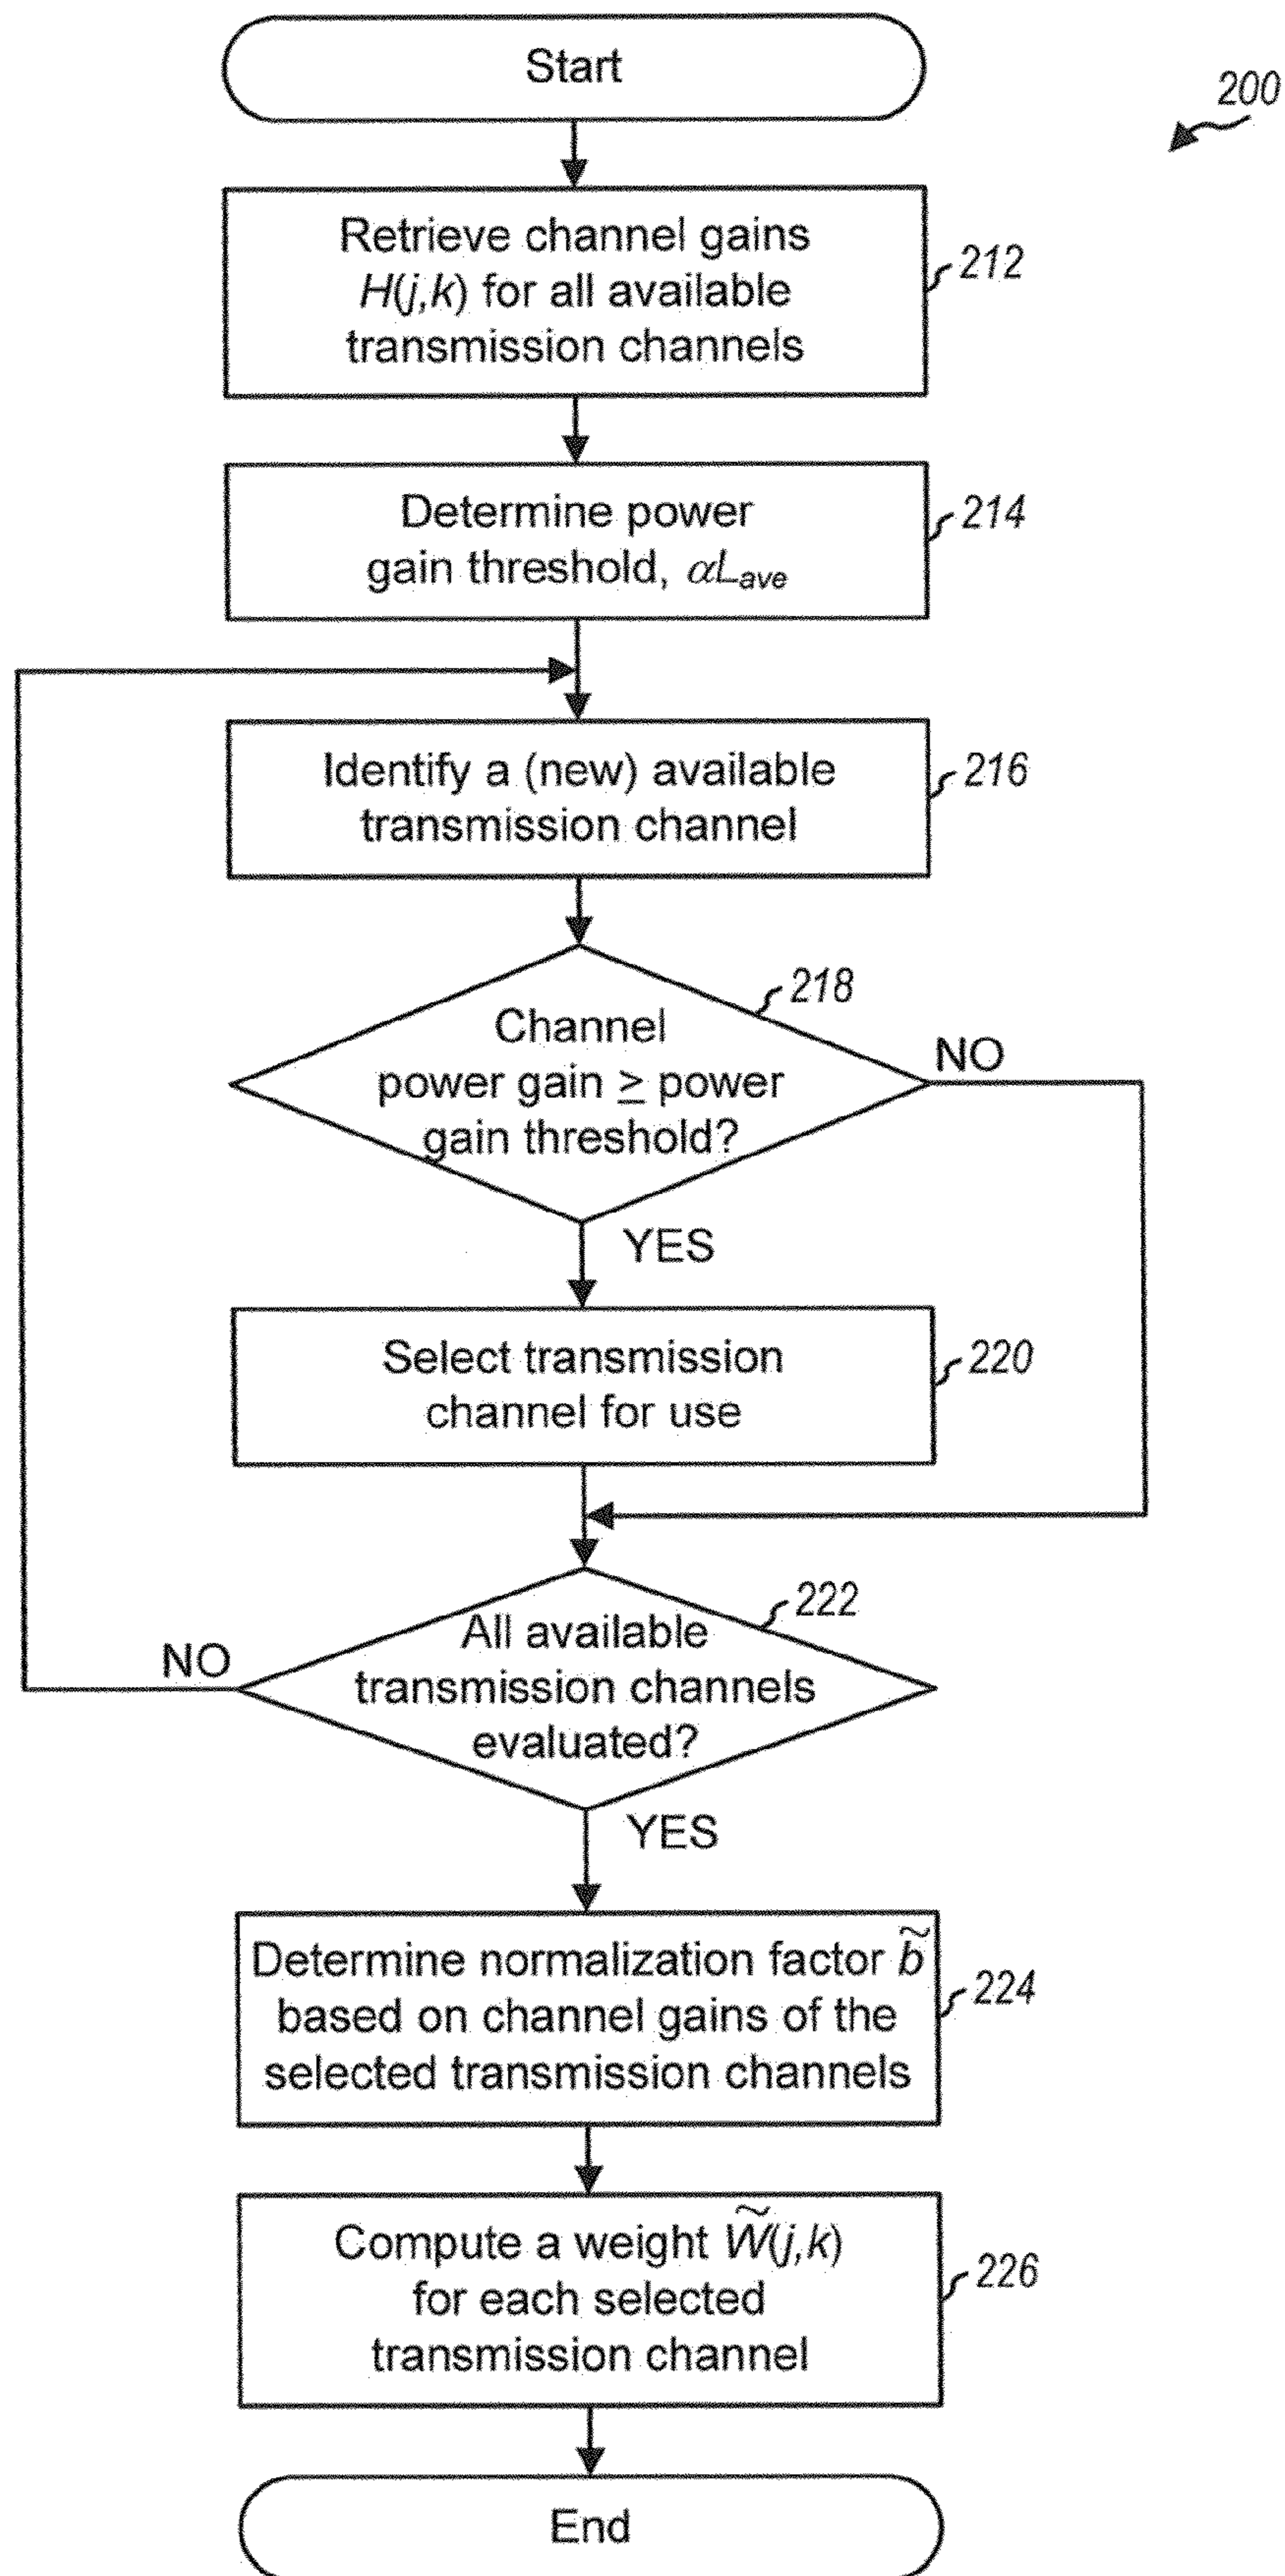 Start
200
Retrieve channel gains
H(j,k) for all available
transmission channels
212
Determine power
gain threshold, αL_ave
214
Identify a (new) available
transmission channel
216
218
Channel
power gain ≥ power
gain threshold?
NO
YES
Select transmission
channel for use
220
222
All available
transmission channels
evaluated?
NO
YES
Determine normalization factor b̃
based on channel gains of the
selected transmission channels
224
Compute a weight W̃(j,k)
for each selected
transmission channel
226
End